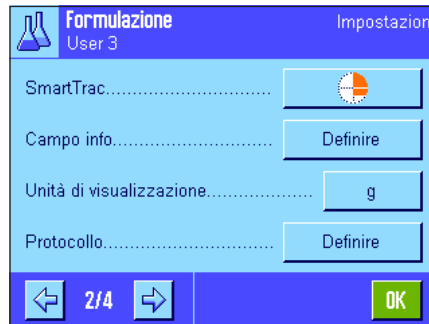 Formulazione
Impostazion
User 3
SmartTrac............................
Campo info........................... Definire
Unità di visualizzazione.................... g
Protocollo............................ Definire
2/4
OK